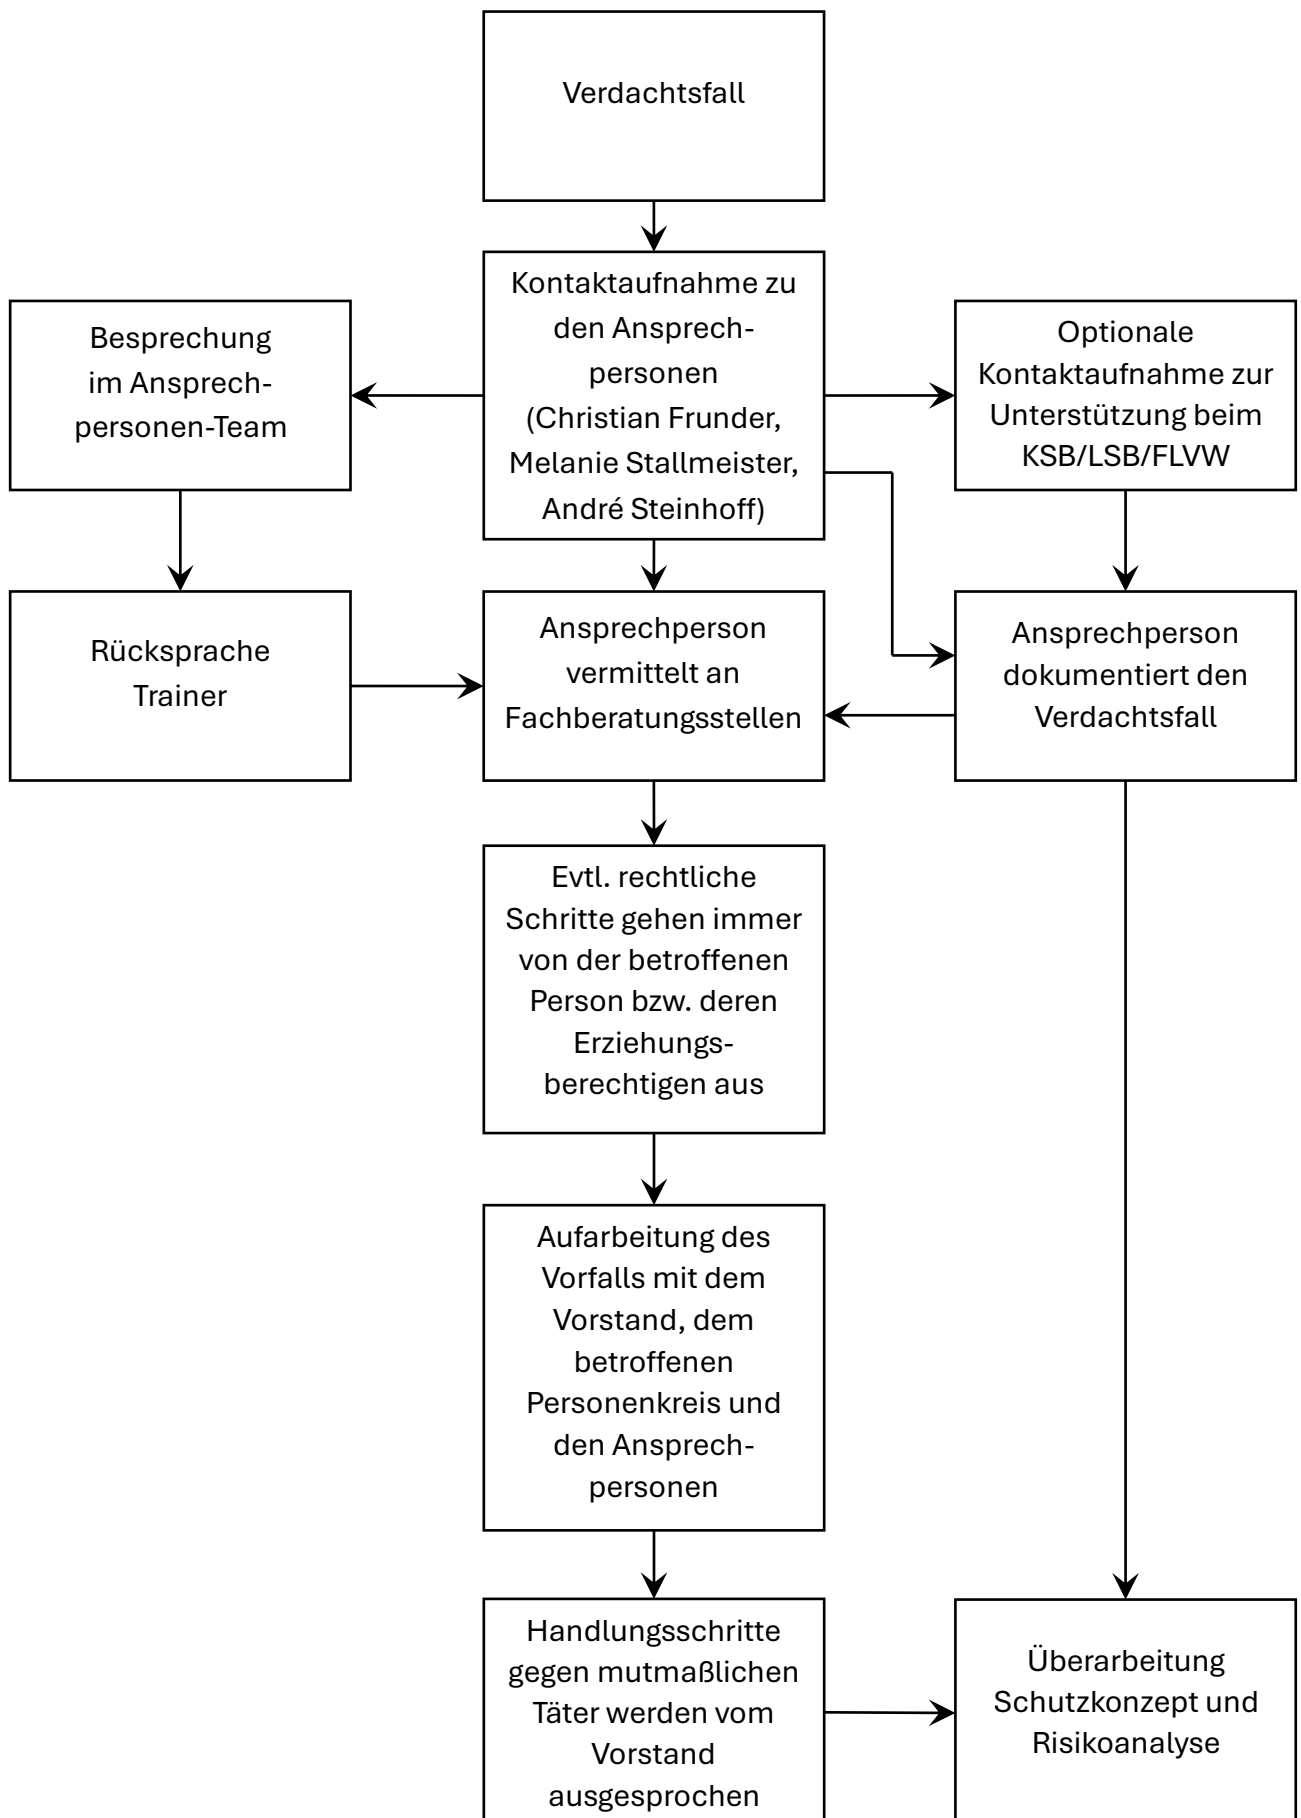 Verdachtsfall
Kontaktaufnahme zu
den Ansprech-
personen
(Christian Frunder,
Melanie Stallmeister,
André Steinhoff)
Besprechung
im Ansprech-
personen-Team
Optionale
Kontaktaufnahme zur
Unterstützung beim
KSB/LSB/FLVW
Rücksprache
Trainer
Ansprechperson
vermittelt an
Fachberatungsstellen
Ansprechperson
dokumentiert den
Verdachtsfall
Evtl. rechtliche
Schritte gehen immer
von der betroffenen
Person bzw. deren
Erziehungs-
berechtigen aus
Aufarbeitung des
Vorfalls mit dem
Vorstand, dem
betroffenen
Personenkreis und
den Ansprech-
personen
Handlungsschritte
gegen mutmaßlichen
Täter werden vom
Vorstand
ausgesprochen
Überarbeitung
Schutzkonzept und
Risikoanalyse